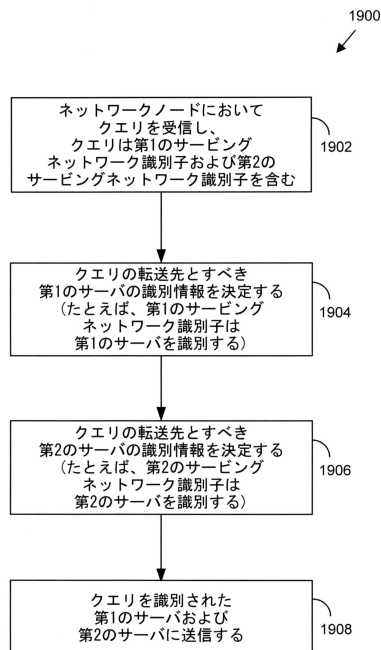 1900
ネットワークノードにおいて
クエリを受信し、
クエリは第1のサービング
ネットワーク識別子および第2の
サービングネットワーク識別子を含む
1902
クエリの転送先とすべき
第1のサーバの識別情報を決定する
(たとえば、第1のサービング
ネットワーク識別子は
第1のサーバを識別する)
1904
クエリの転送先とすべき
第2のサーバの識別情報を決定する
(たとえば、第2のサービング
ネットワーク識別子は
第2のサーバを識別する)
1906
クエリを識別された
第1のサーバおよび
第2のサーバに送信する
1908